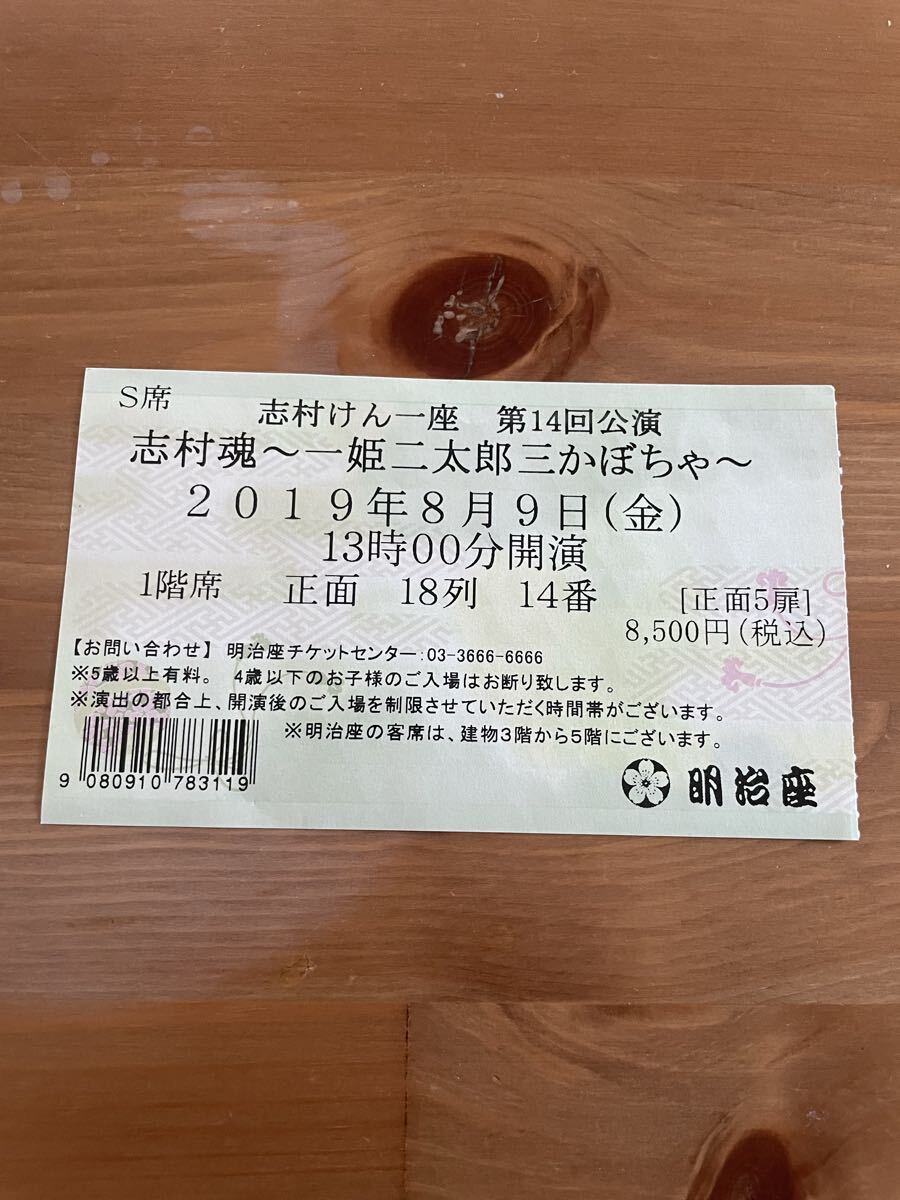 S席
志村けん一座　第14回公演
志村魂～一姫二太郎三かぼちゃ～
２０１９年８月９日(金)
13時00分開演
1階席　正面　18列　14番　[正面5扉]
8,500円(税込)
【お問い合わせ】 明治座チケットセンター:03-3666-6666
※5歳以上有料。　4歳以下のお子様のご入場はお断り致します。
※演出の都合上、開演後のご入場を制限させていただく時間帯がございます。
※明治座の客席は、建物3階から5階にございます。
9 080910 783119
明治座